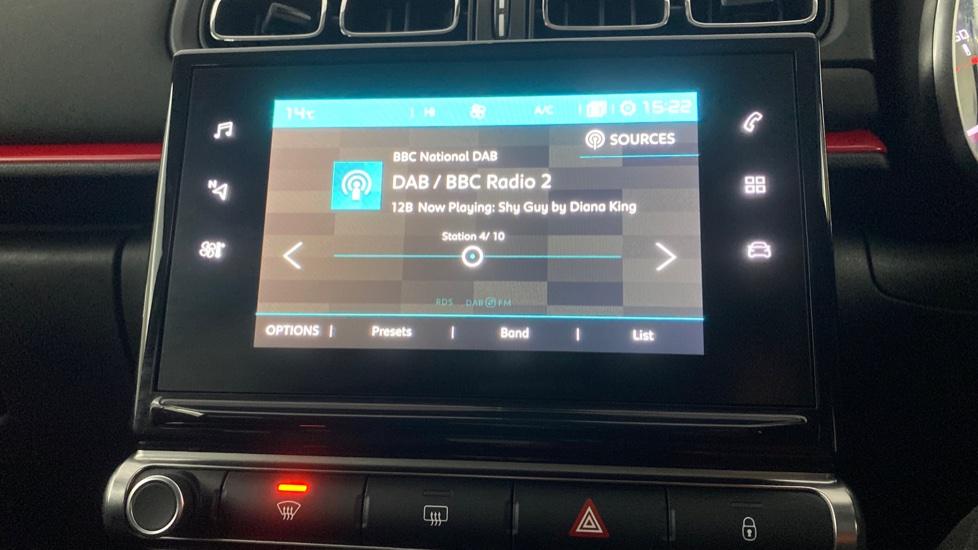 14°C HI A/C 15:22
SOURCES
BBC National DAB
DAB / BBC Radio 2
12B Now Playing: Shy Guy by Diana King
Station 4/ 10
RDS DAB FM
OPTIONS | Presets | Band | List
N